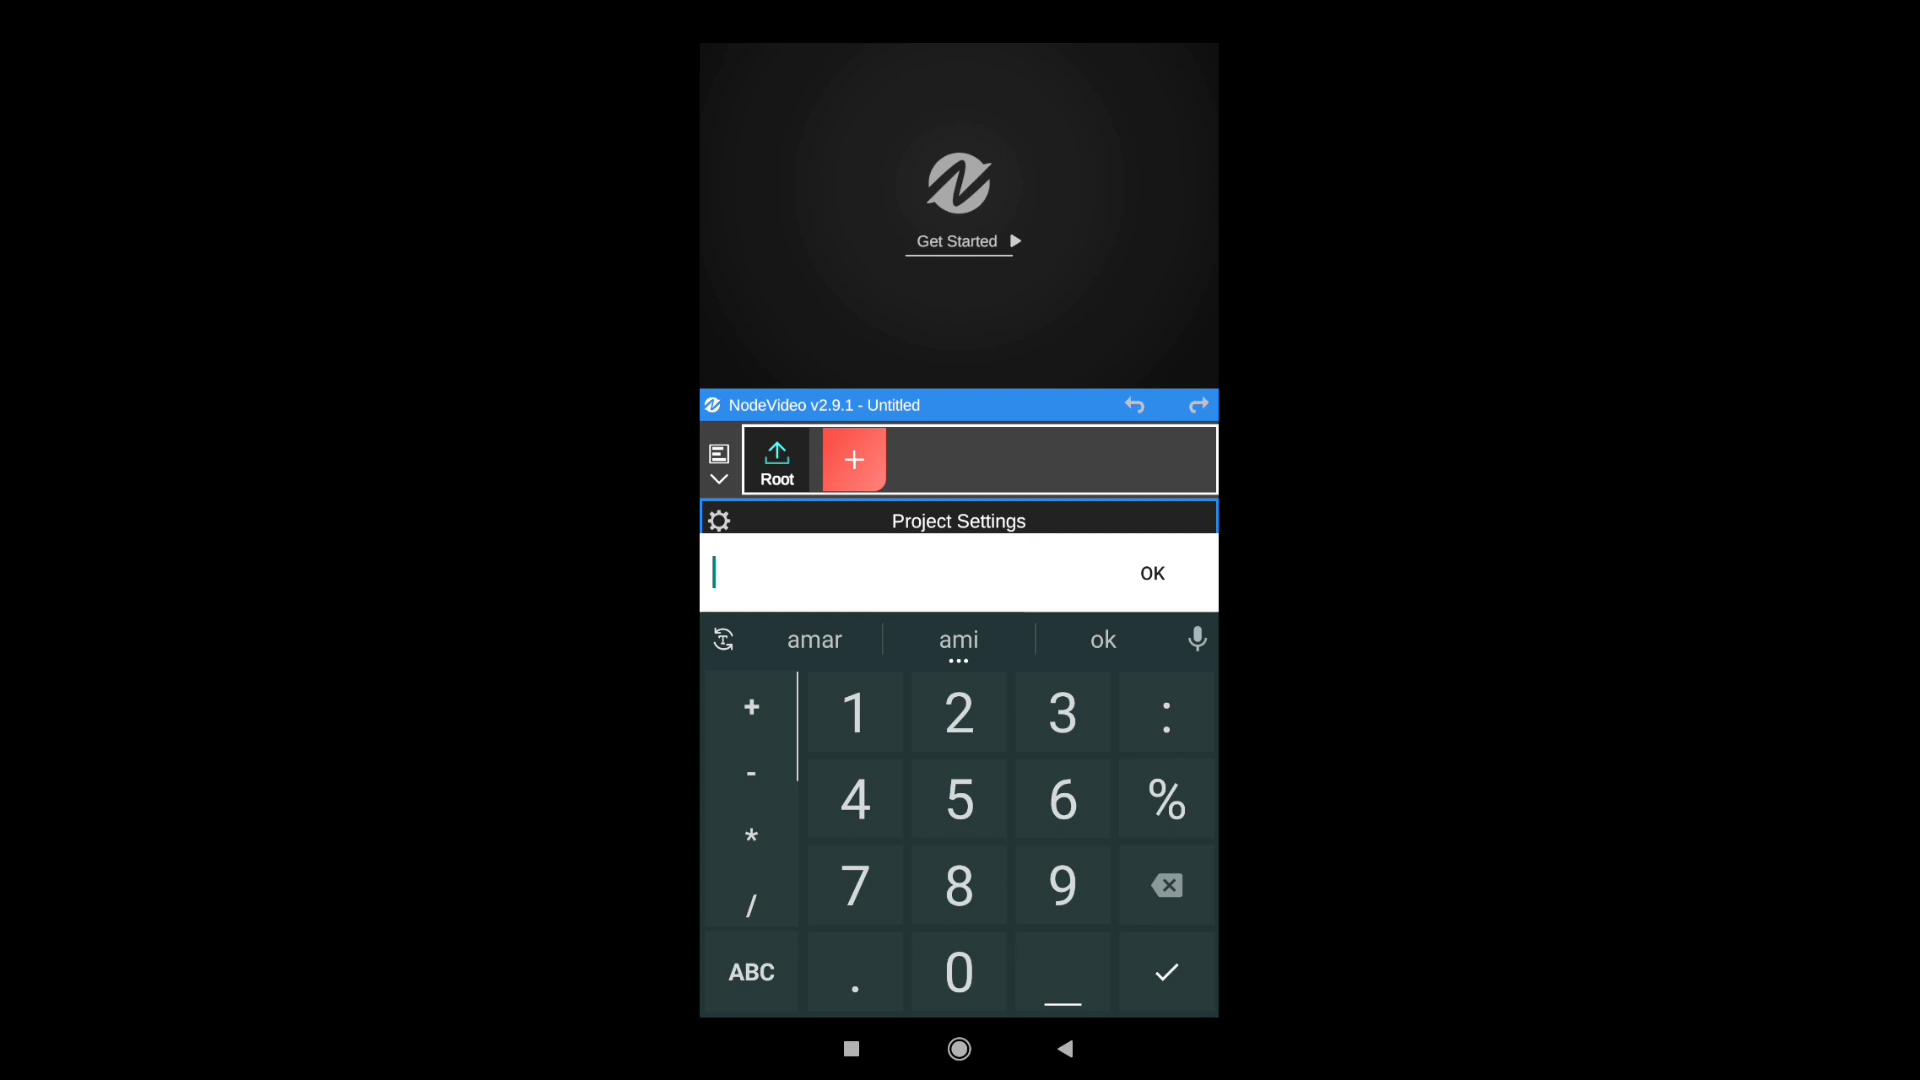 Get Started
NodeVideo v2.9.1 - Untitled
Root
+
Project Settings
OK
amar ami ok
+ 1 2 3 :
- 4 5 6 %
*
7 8 9
/
ABC . 0 _